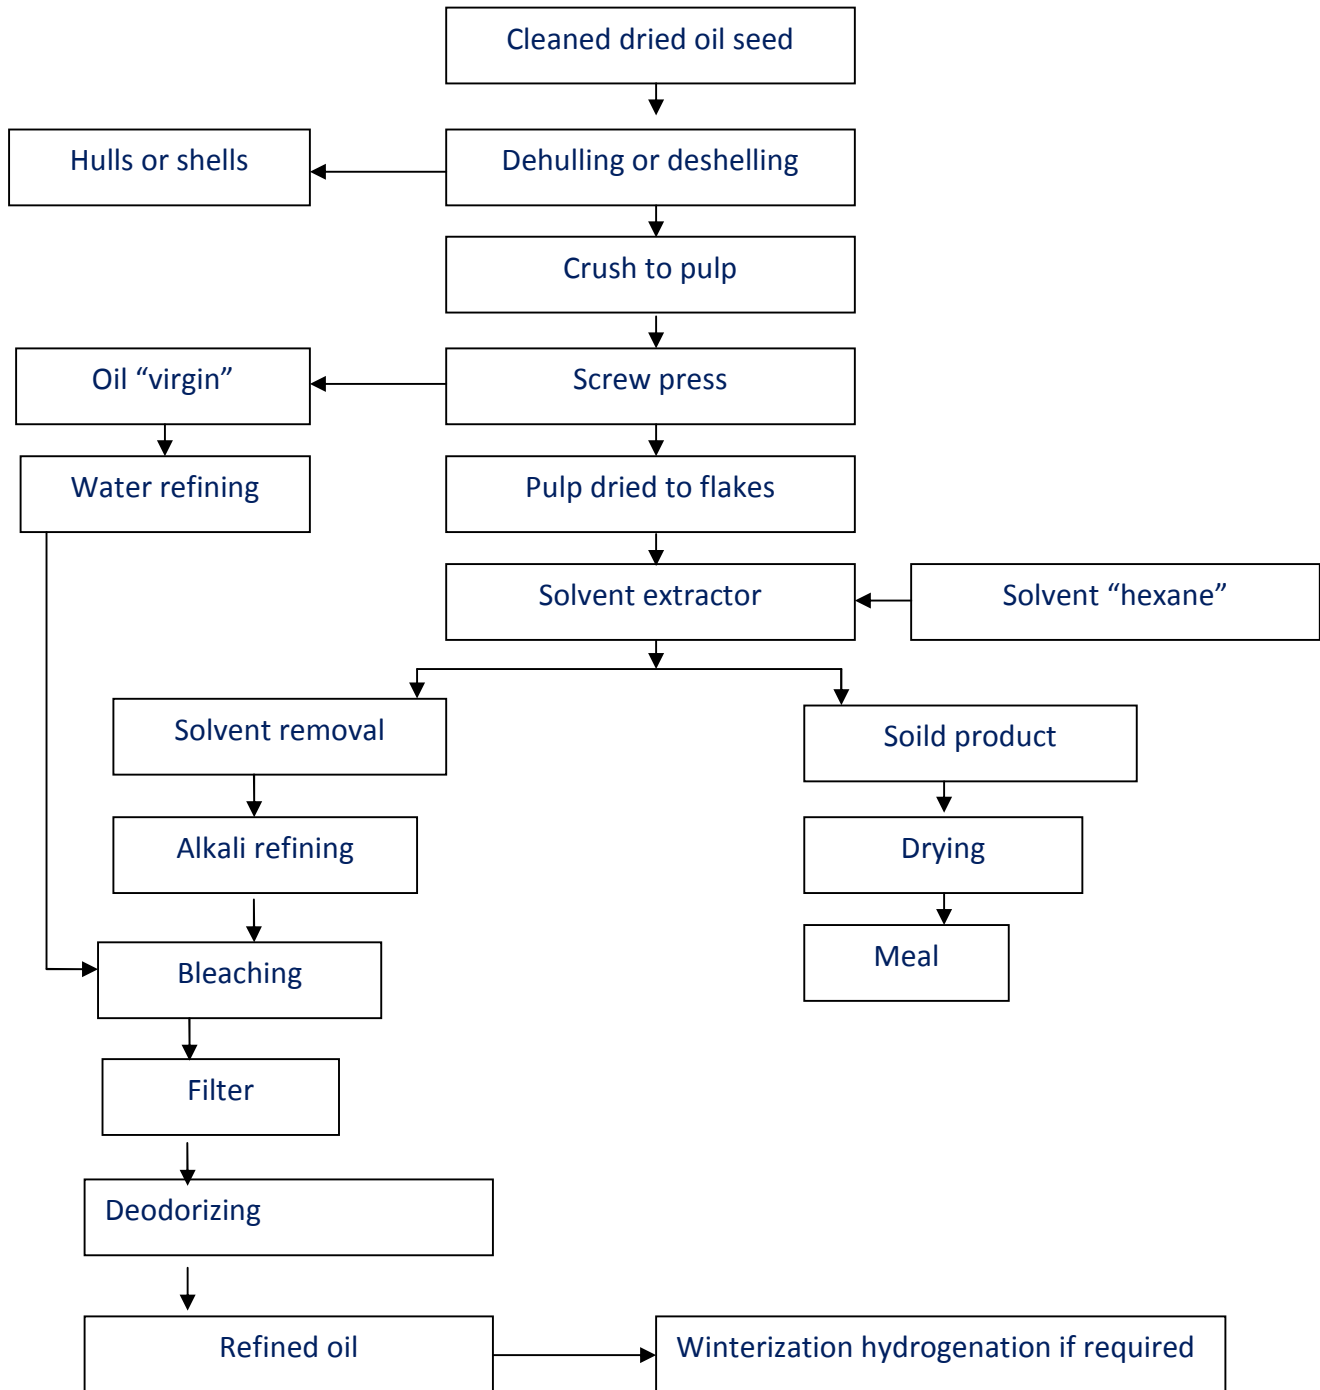 Cleaned dried oil seed
Hulls or shells
Dehulling or deshelling
Crush to pulp
Oil “virgin”
Screw press
Water refining
Pulp dried to flakes
Solvent extractor
Solvent “hexane”
Solvent removal
Soild product
Alkali refining
Drying
Bleaching
Meal
Filter
Deodorizing
Refined oil
Winterization hydrogenation if required